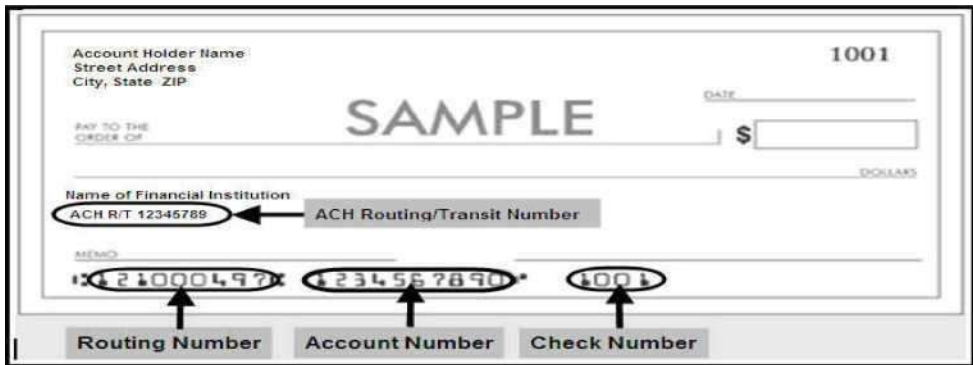 Account Holder Name
1001
Street Address
City, State ZIP
DATE
SAMPLE
PAY TO THE
ORDER OF
$
DOLLARS
Name of Financial Institution
ACH R/T 12345789
ACH Routing/Transit Number
MEMO
⑆121000497⑆ 1234567890⑈ 1001
Routing Number Account Number Check Number